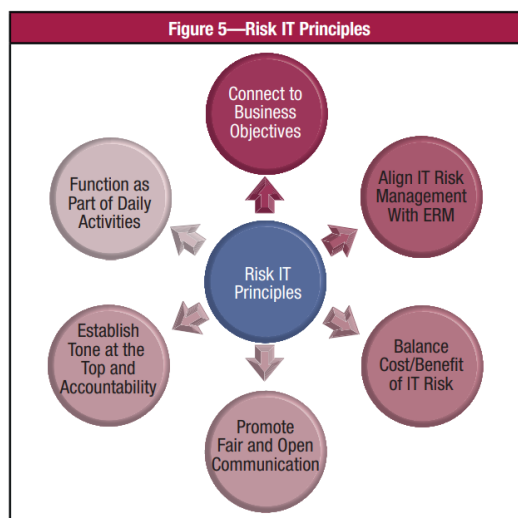 Figure 5—Risk IT Principles
Connect to
Business
Objectives
Align IT Risk
Management
With ERM
Balance
Cost/Benefit
of IT Risk
Promote
Fair and Open
Communication
Establish
Tone at the
Top and
Accountability
Function as
Part of Daily
Activities
Risk IT
Principles